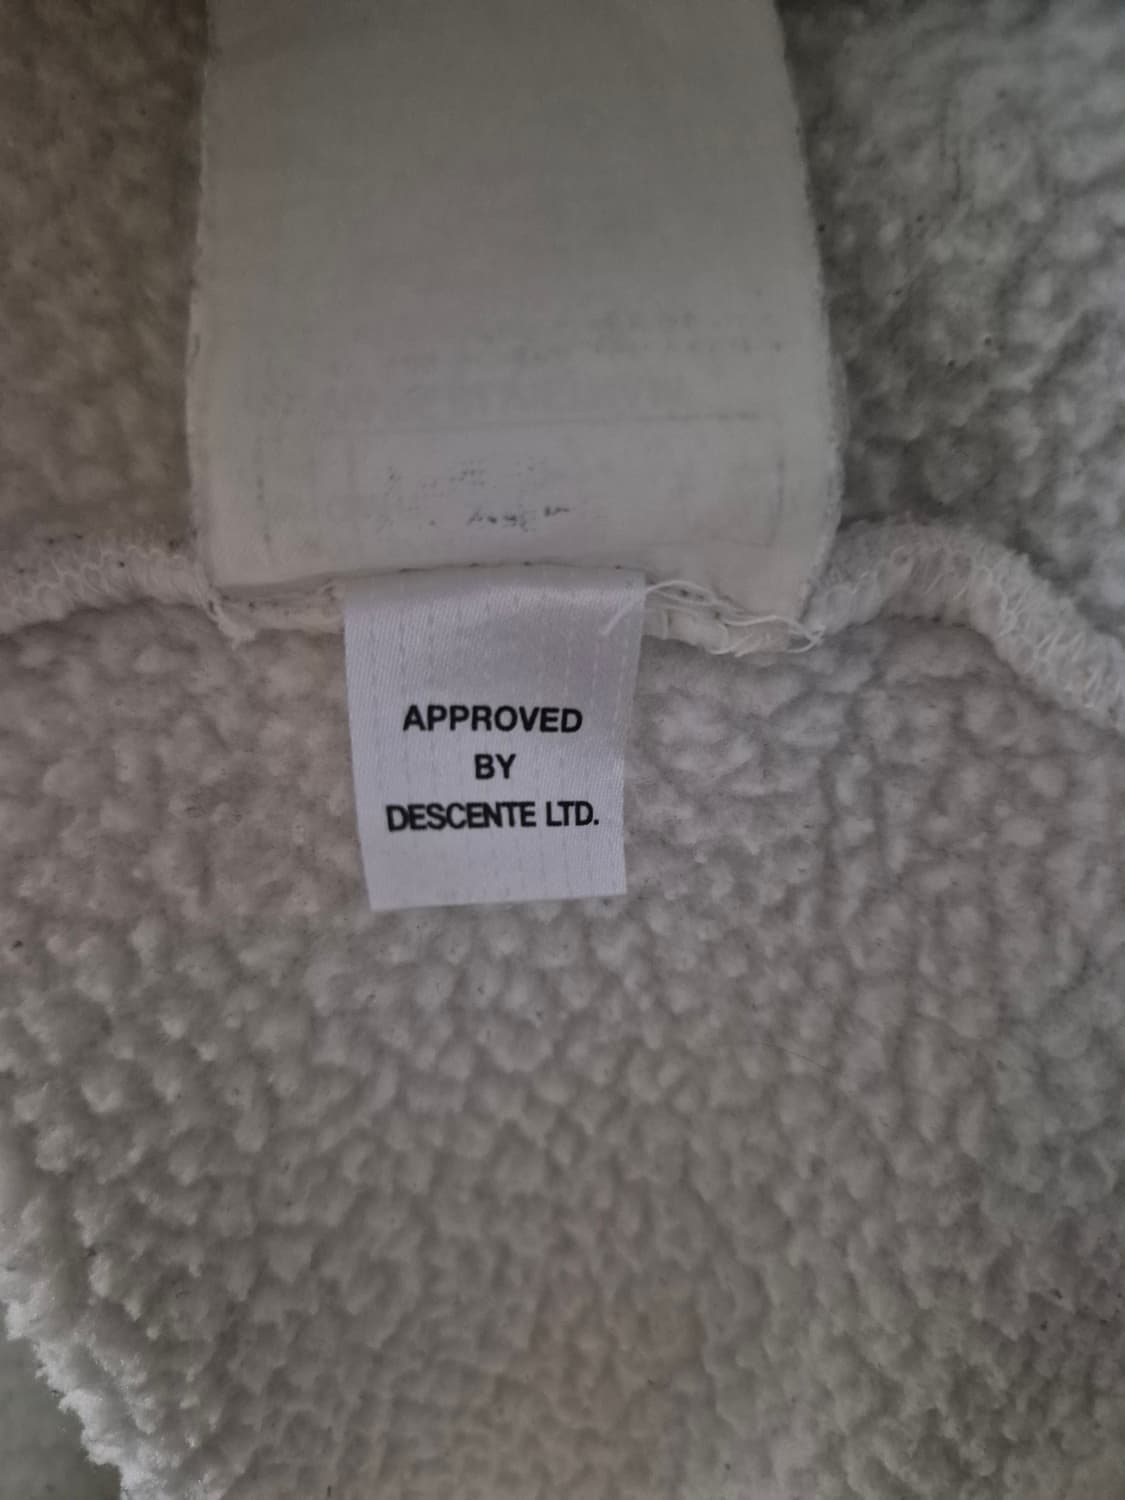 APPROVED
BY
DESCENTE LTD.